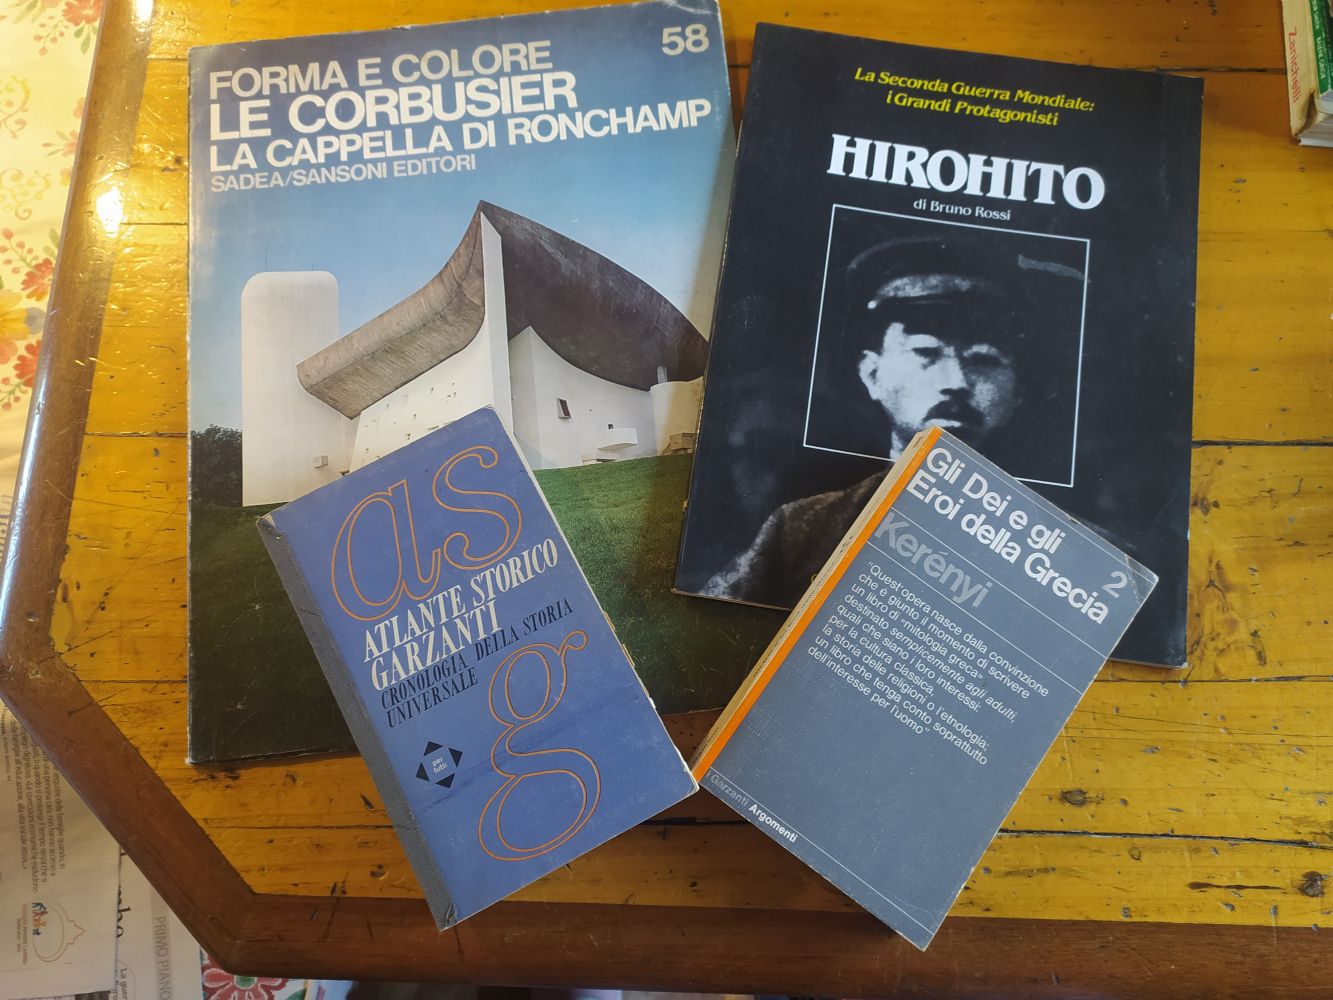 FORMA E COLORE
58
LE CORBUSIER
LA CAPPELLA DI RONCHAMP
SADEA/SANSONI EDITORI
La Seconda Guerra Mondiale:
i Grandi Protagonisti
HIROHITO
di Bruno Rossi
Zanichelli
as
ATLANTE STORICO
GARZANTI
CRONOLOGIA DELLA STORIA
UNIVERSALE
per
tutti
g
Gli Dei e gli
Eroi della Grecia
2
Kerényi
"Quest'opera nasce dalla convinzione
che è giunto il momento di scrivere
un libro di "mitologia greca"
destinato semplicemente agli adulti,
quali che siano i loro interessi:
per la cultura classica,
la storia delle religioni o l'etnologia;
un libro che tenga conto soprattutto
dell'interesse per l'uomo"
i Garzanti Argomenti
PRIMO PIANO